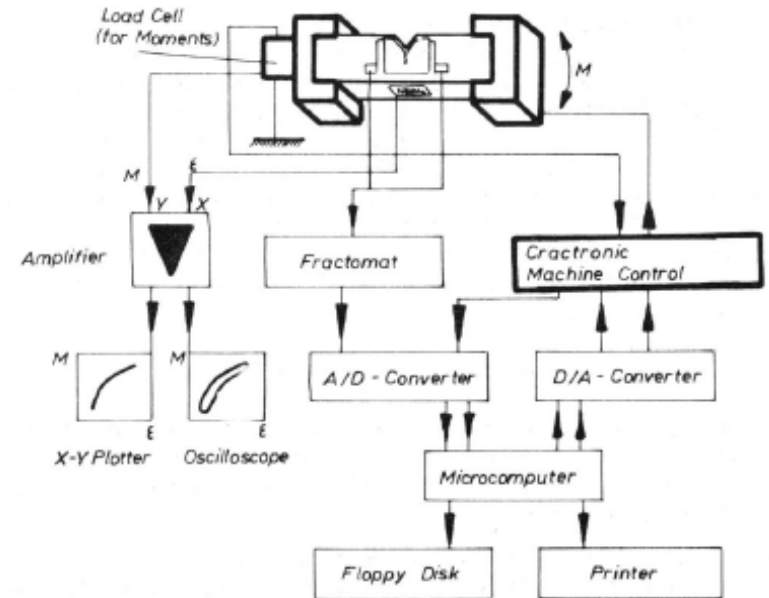 Load Cell
(for Moments)
M
M
ε
Y X
Amplifier
Fractomat
Cractronic
Machine Control
M
M
A/D - Converter
D/A - Converter
ε
ε
X-Y Plotter
Oscilloscope
Microcomputer
Floppy Disk
Printer